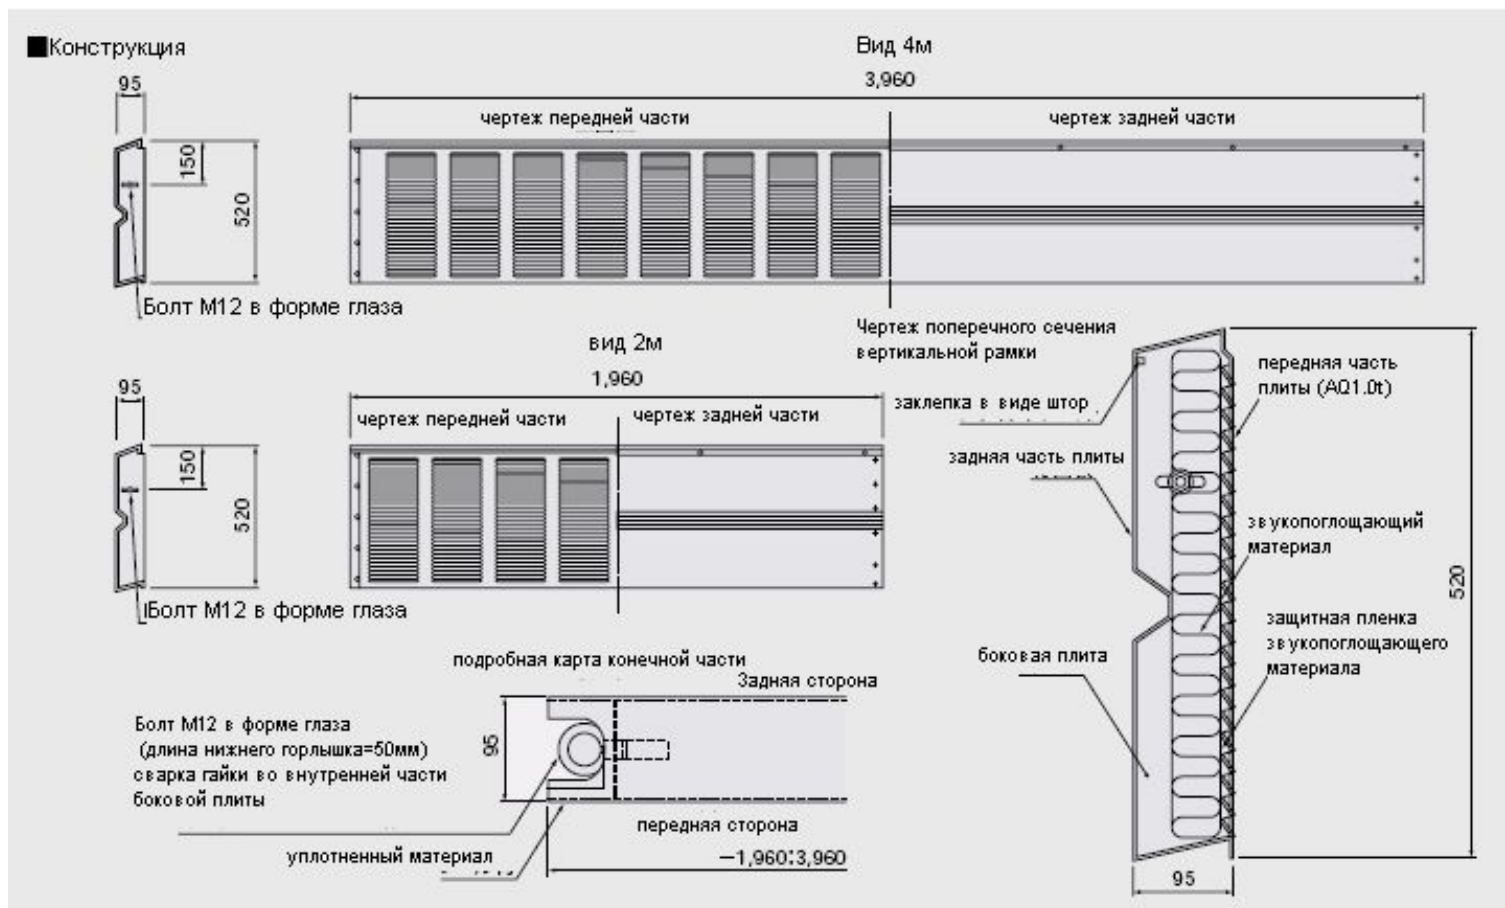 Конструкция
Вид 4м
95
3,960
чертеж передней части
чертеж задней части
150
520
Болт М12 в форме глаза
вид 2м
1,960
95
чертеж передней части
чертеж задней части
150
520
Болт М12 в форме глаза
Чертеж поперечного сечения
вертикальной рамки
передняя часть
плиты (AQ1.0t)
заклепка в виде штор
задняя часть плиты
звукопоглощающий
материал
520
защитная пленка
звукопоглощающего
материала
боковая плита
95
подробная карта конечной части
Задняя сторона
Болт М12 в форме глаза
(длина нижнего горлышка=50мм)
сварка гайки во внутренней части
боковой плиты
95
передняя сторона
уплотненный материал
—1,960:3,960